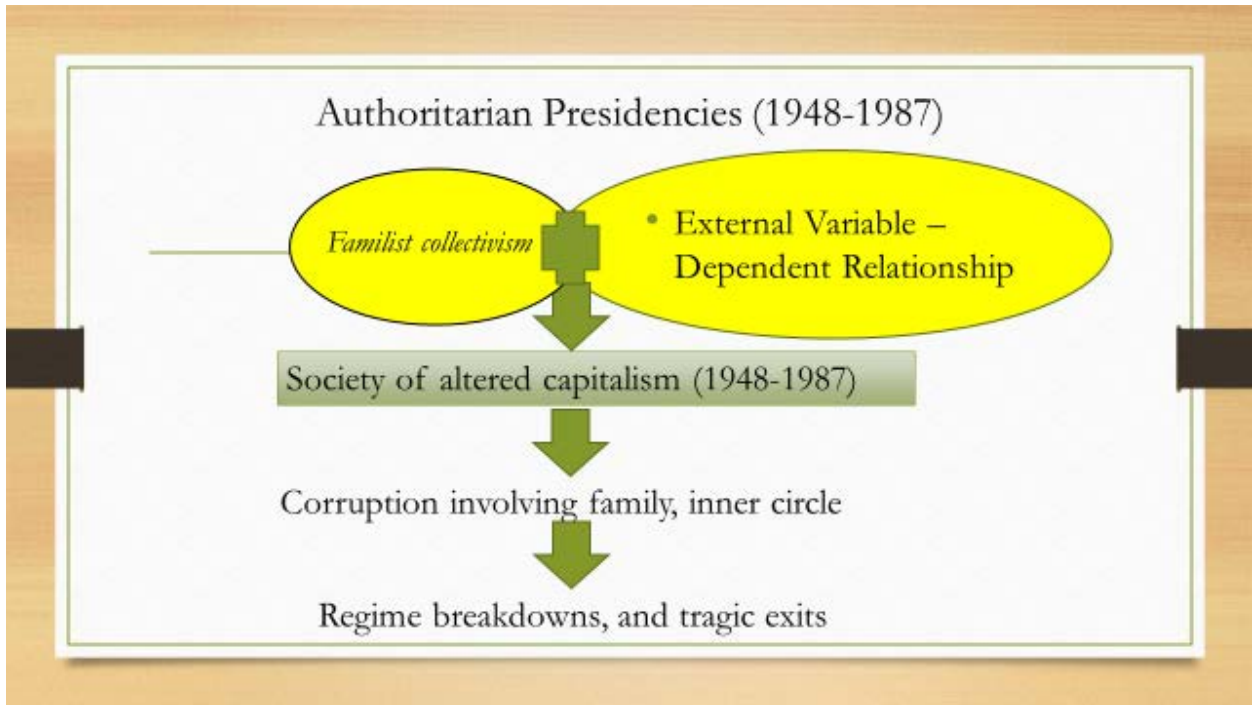 Authoritarian Presidencies (1948-1987)
Familist collectivism
• External Variable –
Dependent Relationship
Society of altered capitalism (1948-1987)
Corruption involving family, inner circle
Regime breakdowns, and tragic exits